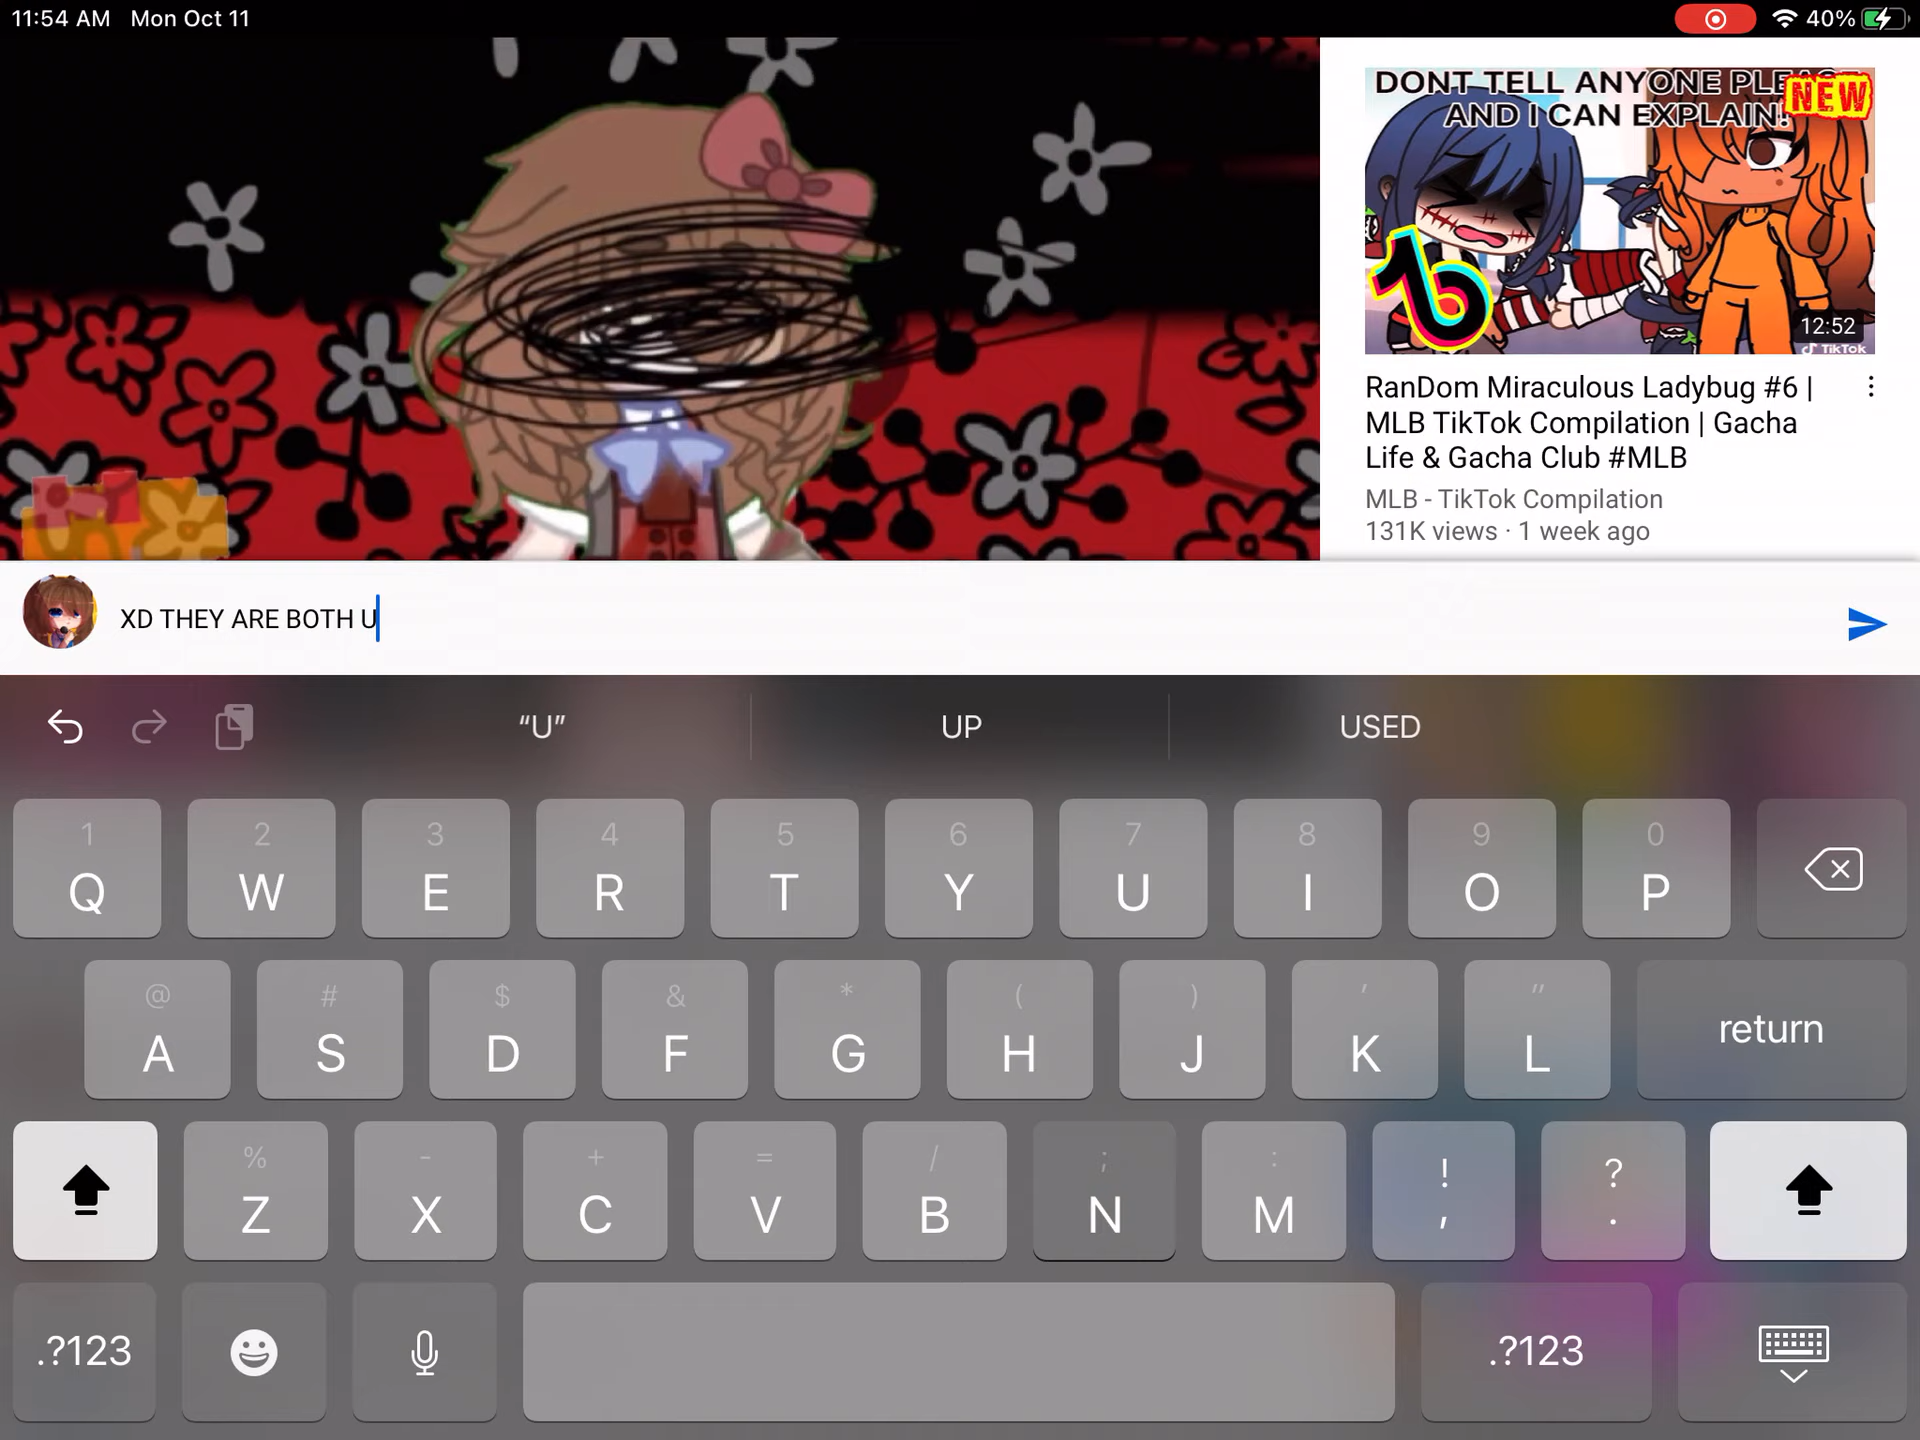 11:54 AM Mon Oct 11
40%
DONT TELL ANYONE
AND I CAN EXPLAIN!
NEW
12:52
TikTok
RanDom Miraculous Ladybug #6 |
MLB TikTok Compilation | Gacha
Life & Gacha Club #MLB
MLB - TikTok Compilation
131K views · 1 week ago
XD THEY ARE BOTH U
“U” UP USED
1 2 3 4 5 6 7 8 9 0
Q W E R T Y U I O P
@ # $ & * ( ) ' "
A S D F G H J K L return
% - + = / ; : ! ?
Z X C V B N M , .
.?123 .?123